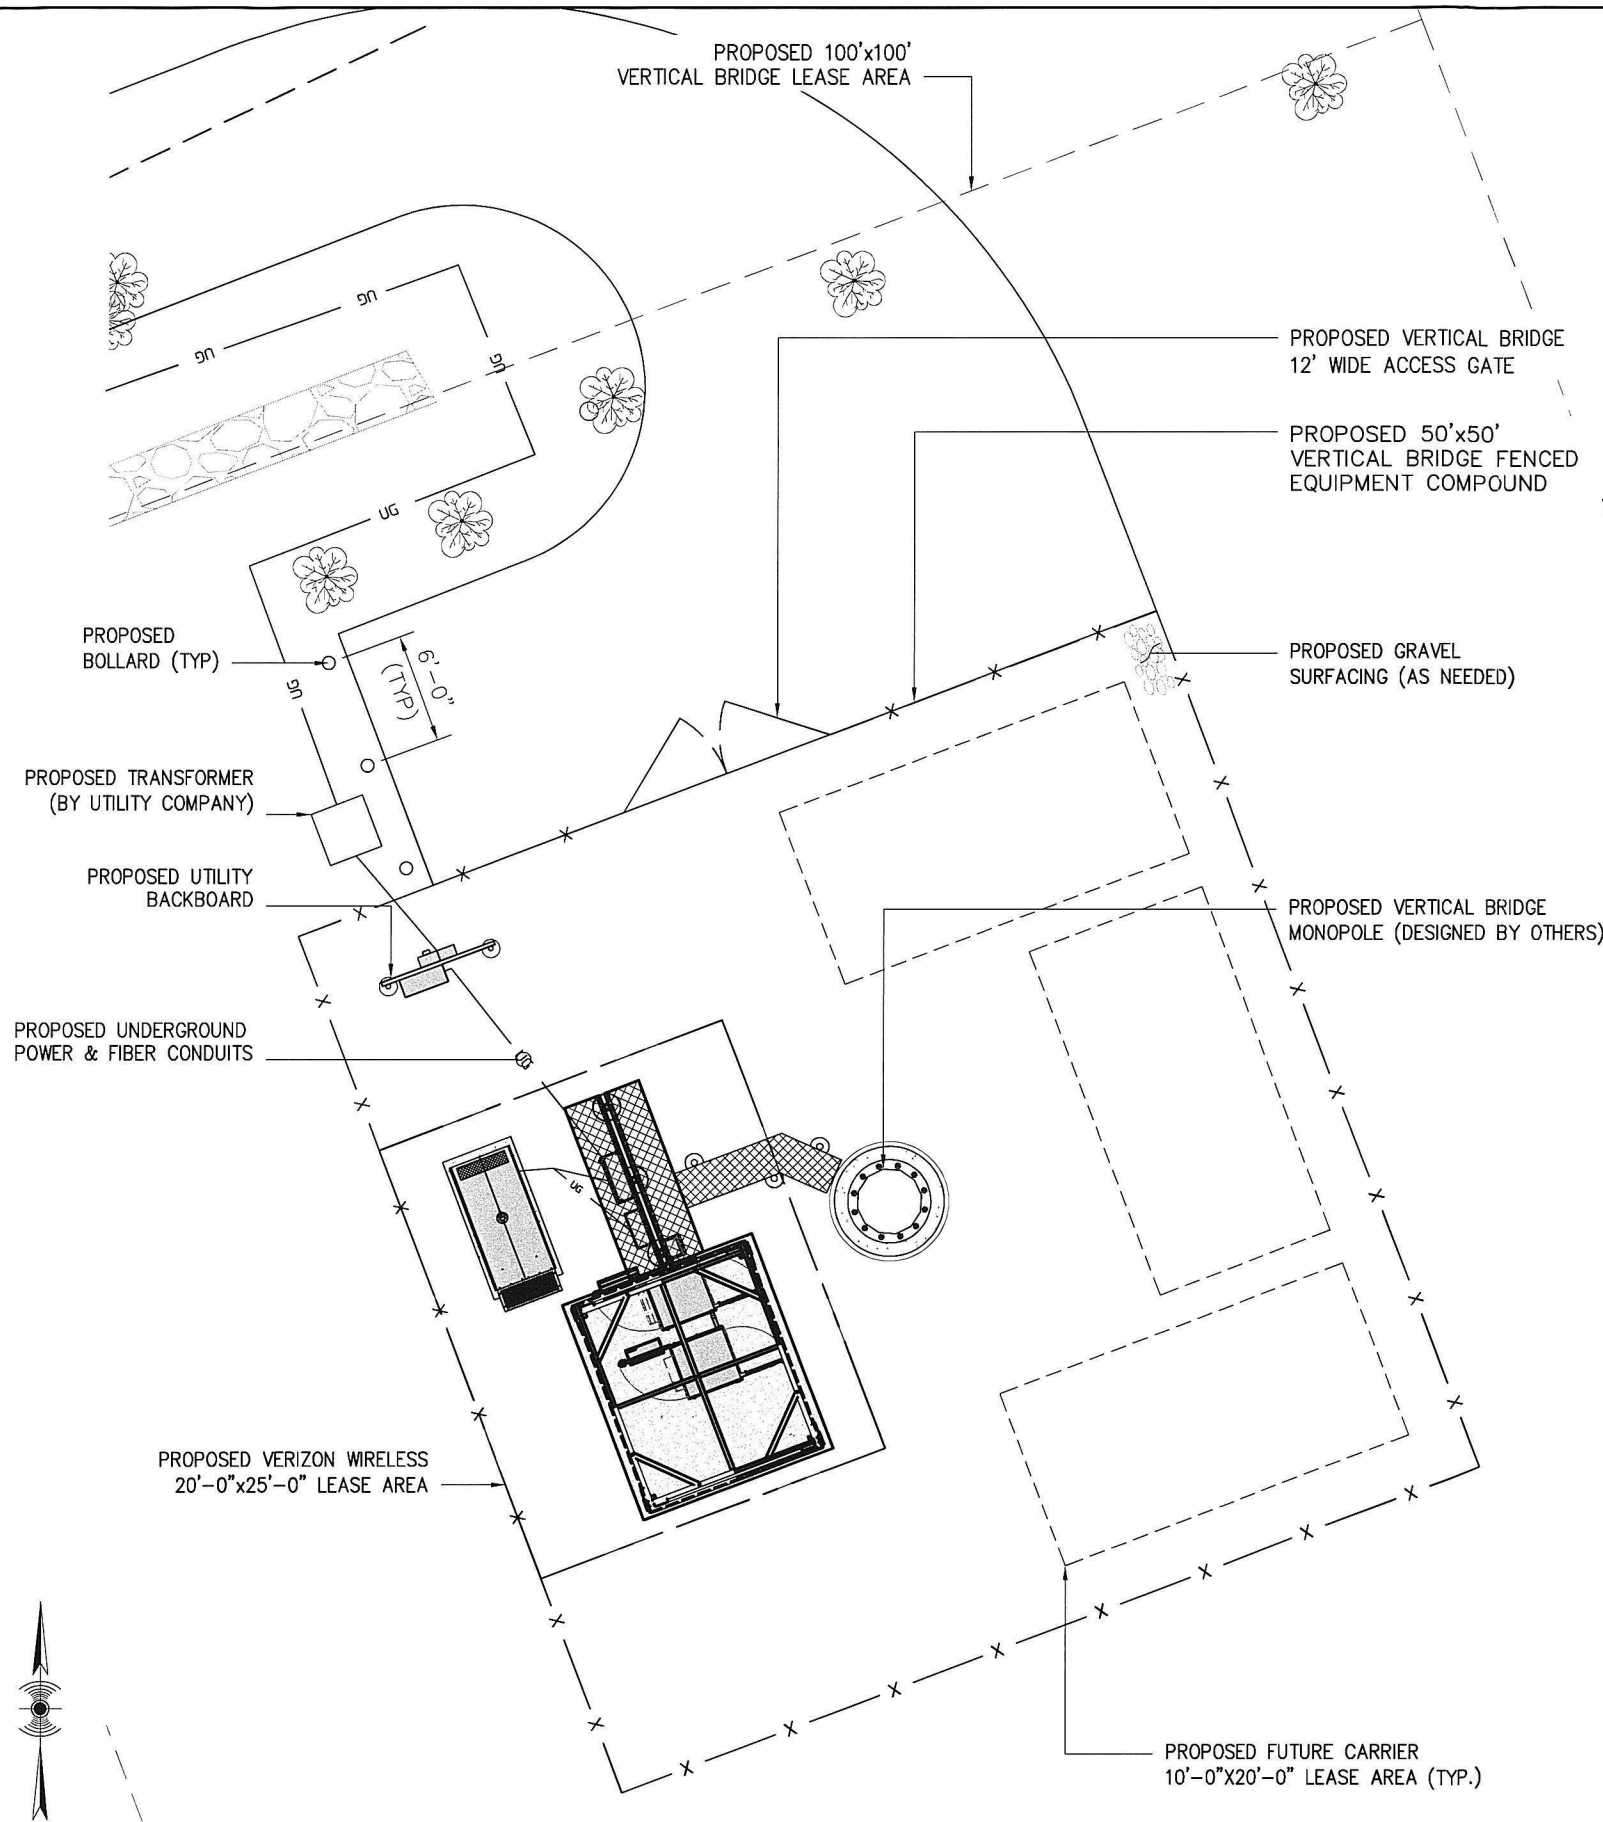 PROPOSED 100'x100'
VERTICAL BRIDGE LEASE AREA
UG
UG
UG
PROPOSED VERTICAL BRIDGE
12' WIDE ACCESS GATE
PROPOSED 50'x50'
VERTICAL BRIDGE FENCED
EQUIPMENT COMPOUND
UG
PROPOSED
BOLLARD (TYP)
6'-0"
(TYP)
PROPOSED GRAVEL
SURFACING (AS NEEDED)
UG
PROPOSED TRANSFORMER
(BY UTILITY COMPANY)
PROPOSED UTILITY
BACKBOARD
PROPOSED VERTICAL BRIDGE
MONOPOLE (DESIGNED BY OTHERS)
PROPOSED UNDERGROUND
POWER & FIBER CONDUITS
UG
PROPOSED VERIZON WIRELESS
20'-0"x25'-0" LEASE AREA
PROPOSED FUTURE CARRIER
10'-0"X20'-0" LEASE AREA (TYP.)